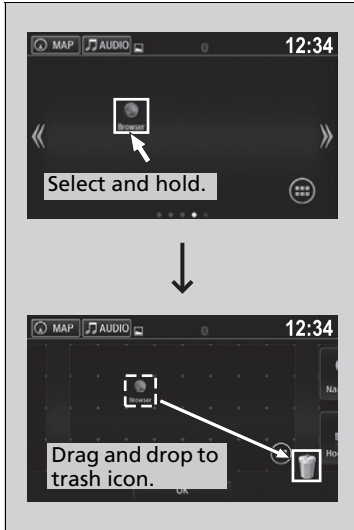 MAP AUDIO 12:34
Browser
Select and hold.
MAP AUDIO 12:34
Browser
Drag and drop to
trash icon.
OK